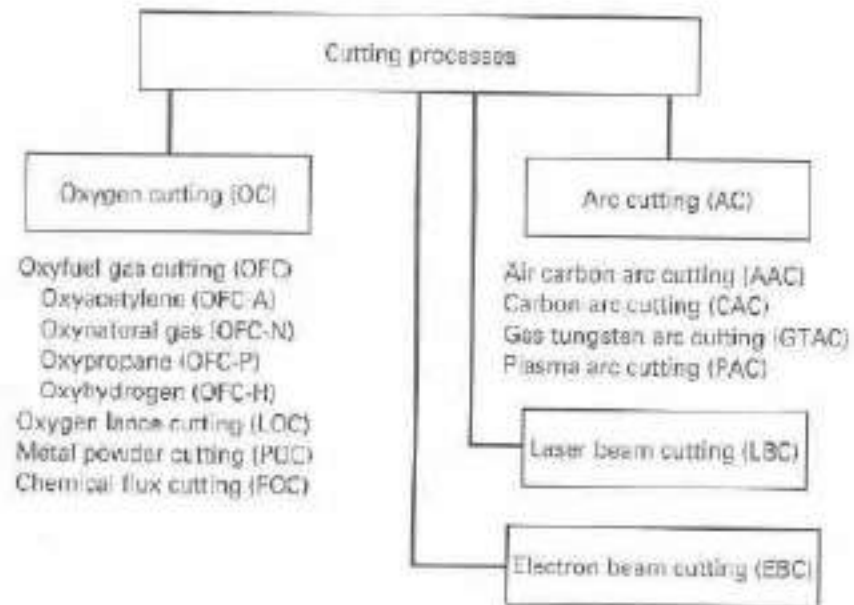 Cutting processes
Oxygen cutting (OC)
Oxyfuel gas cutting (OFC)
Oxyacetylene (OFC-A)
Oxynatural gas (OFC-N)
Oxypropane (OFC-P)
Oxyhydrogen (OFC-H)
Oxygen lance cutting (LOC)
Metal powder cutting (POC)
Chemical flux cutting (FOC)
Arc cutting (AC)
Air carbon arc cutting (AAC)
Carbon arc cutting (CAC)
Gas tungsten arc cutting (GTAC)
Plasma arc cutting (PAC)
Laser beam cutting (LBC)
Electron beam cutting (EBC)